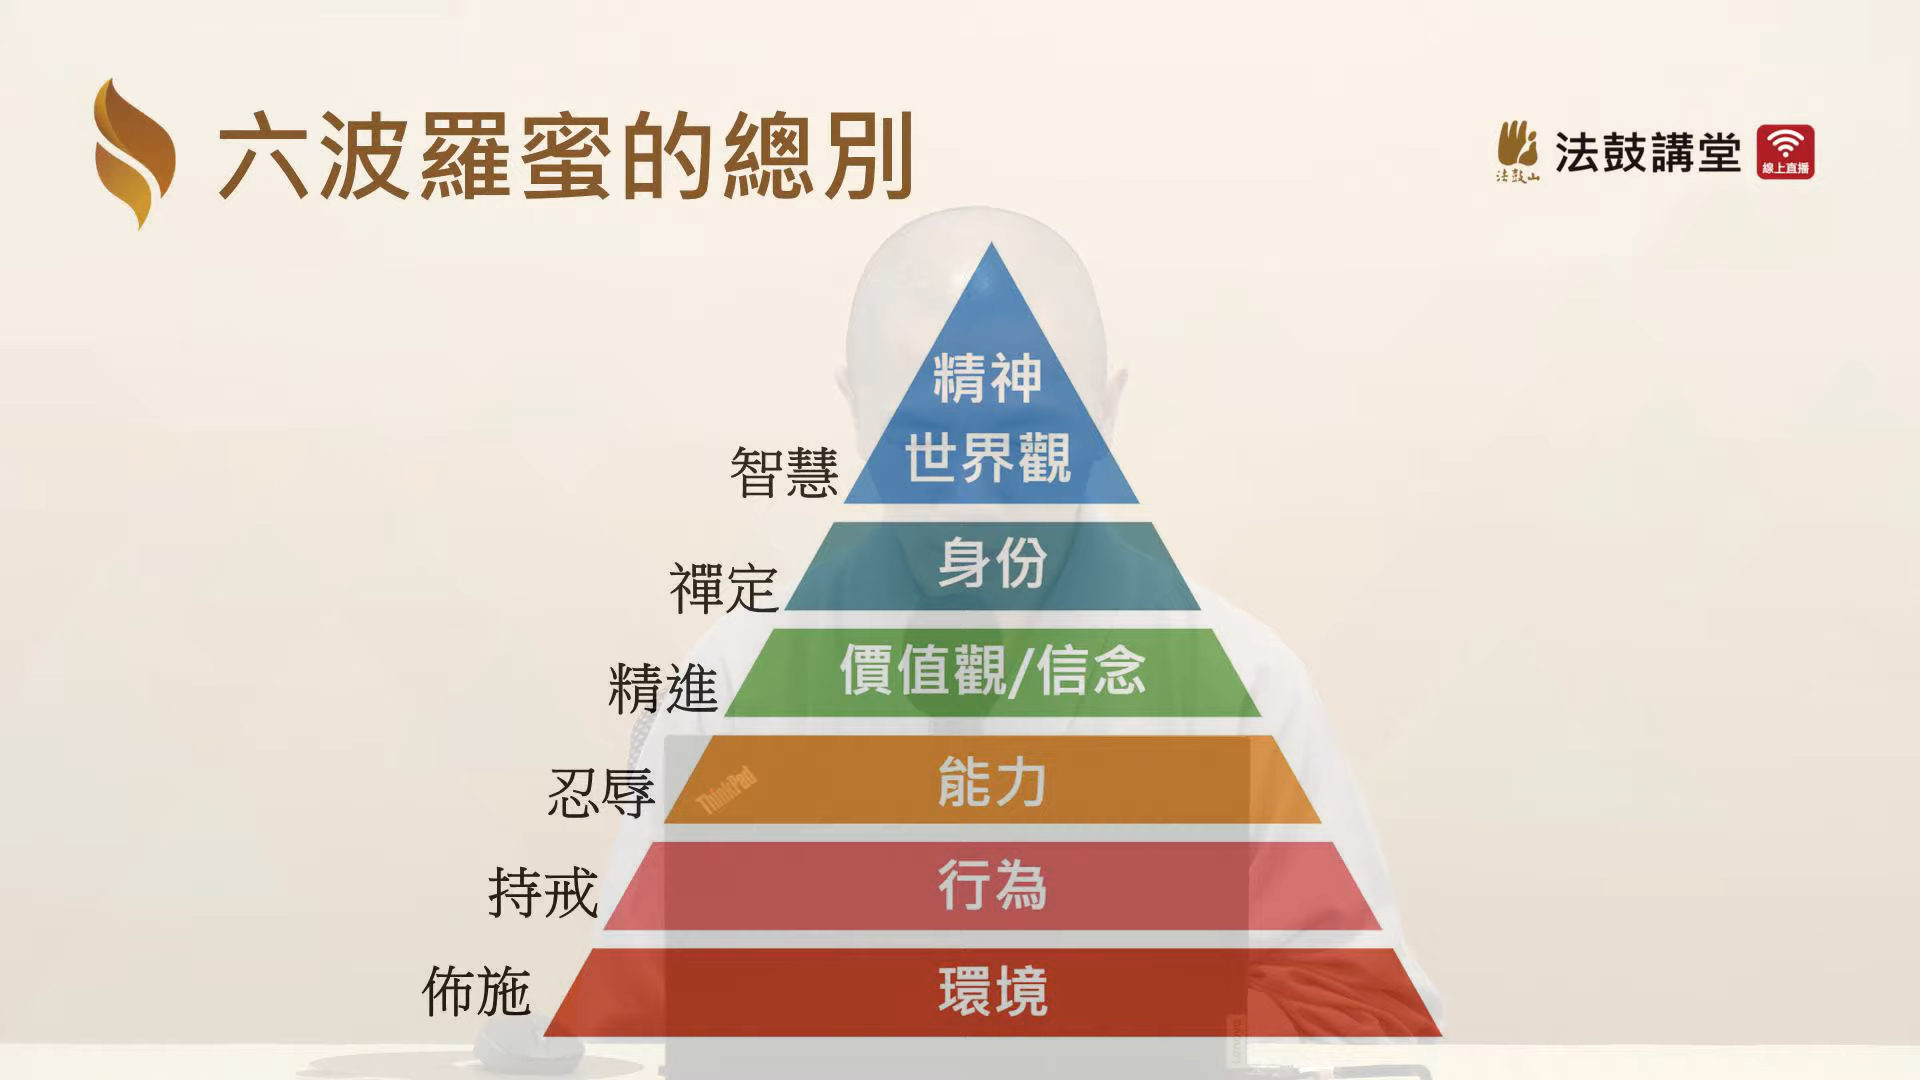 六波羅蜜的總別
法鼓山
法鼓講堂
線上直播
精神
世界觀
智慧
身份
禪定
價值觀/信念
精進
能力
忍辱
ThinkPad
行為
持戒
環境
佈施
Lenovo